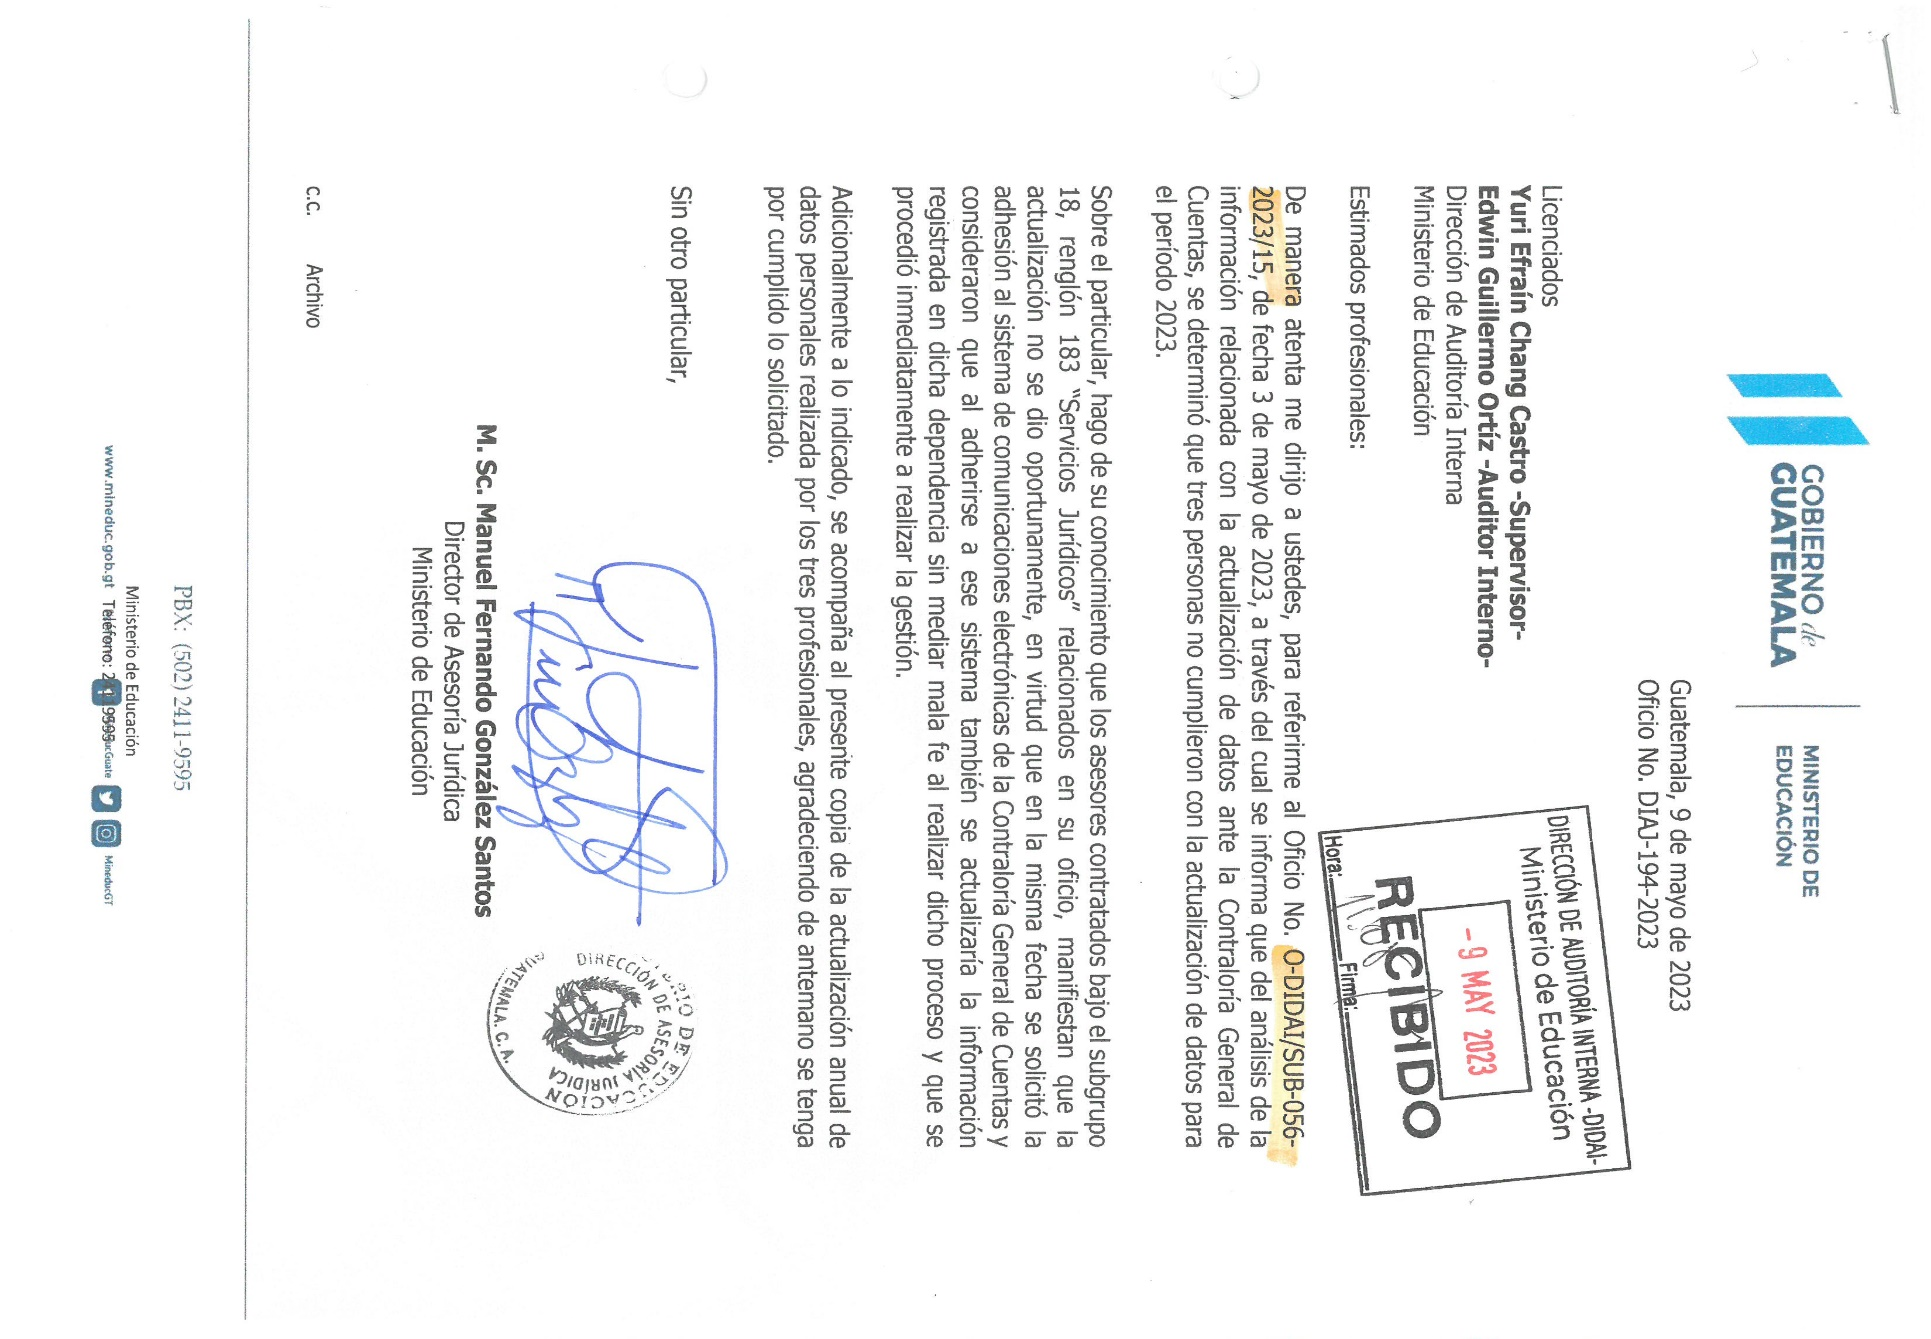 GOBIERNO de
GUATEMALA
MINISTERIO DE
EDUCACIÓN
Guatemala, 9 de mayo de 2023
Oficio No. DIAJ-194-2023
Licenciados
Yuri Efraín Chang Castro -Supervisor-
Edwin Guillermo Ortíz -Auditor Interno-
Dirección de Auditoría Interna
Ministerio de Educación
DIRECCIÓN DE AUDITORÍA INTERNA -DIDAI-
Ministerio de Educación
- 9 MAY 2023
RECIBIDO
Hora: Firma:
Estimados profesionales:
De manera atenta me dirijo a ustedes, para referirme al Oficio No. O-DIDAI/SUB-056-
2023/15, de fecha 3 de mayo de 2023, a través del cual se informa que del análisis de la
información relacionada con la actualización de datos ante la Contraloría General de
Cuentas, se determinó que tres personas no cumplieron con la actualización de datos para
el período 2023.
Sobre el particular, hago de su conocimiento que los asesores contratados bajo el subgrupo
18, renglón 183 “Servicios Jurídicos” relacionados en su oficio, manifiestan que la
actualización no se dio oportunamente, en virtud que en la misma fecha se solicitó la
adhesión al sistema de comunicaciones electrónicas de la Contraloría General de Cuentas y
consideraron que al adherirse a ese sistema también se actualizaría la información
registrada en dicha dependencia sin mediar mala fe al realizar dicho proceso y que se
procedió inmediatamente a realizar la gestión.
Adicionalmente a lo indicado, se acompaña al presente copia de la actualización anual de
datos personales realizada por los tres profesionales, agradeciendo de antemano se tenga
por cumplido lo solicitado.
Sin otro particular,
M. Sc. Manuel Fernando González Santos
Director de Asesoría Jurídica
Ministerio de Educación
DE EDUCACIÓN
DIRECCIÓN DE ASESORÍA JURÍDICA
GUATEMALA, C. A.
c.c. Archivo
PBX: (502) 2411-9595
Ministerio de Educación
www.mineduc.gob.gt Teléfono: MineducGT